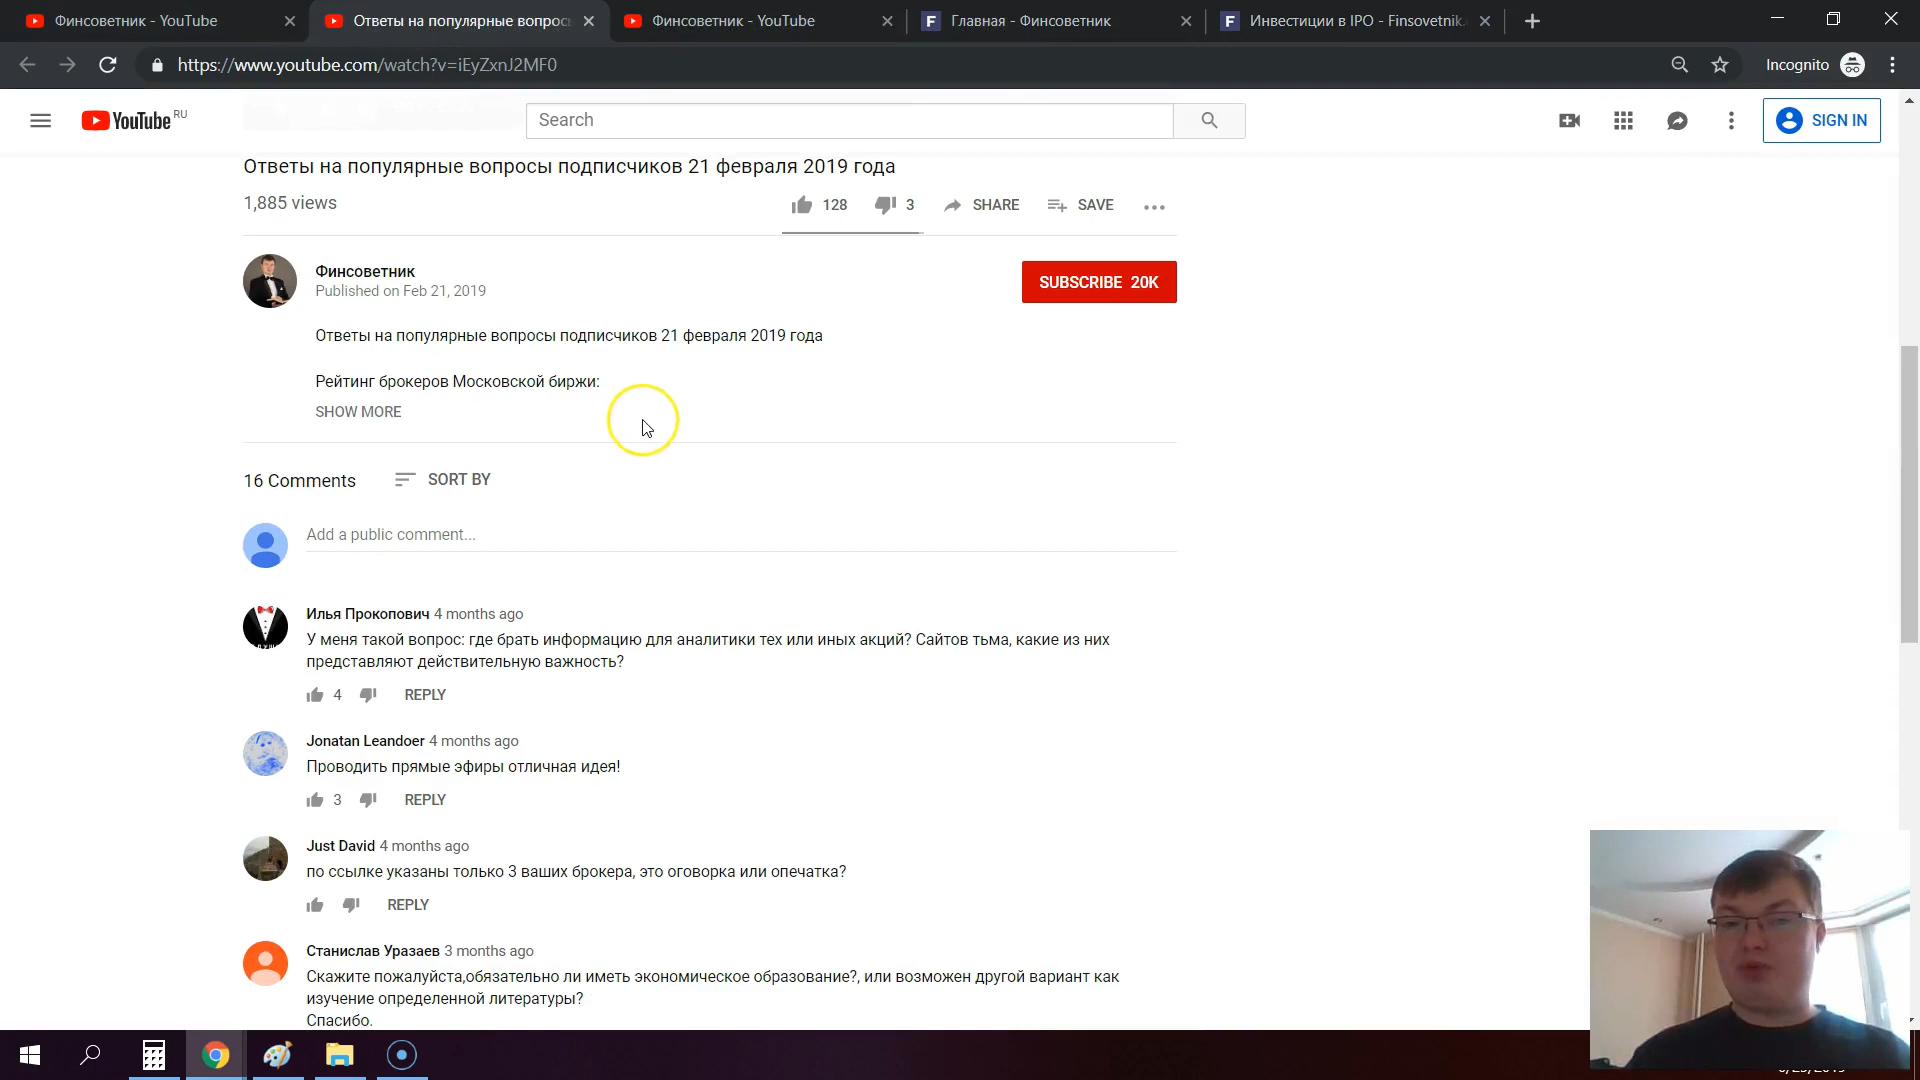 Финсоветник - YouTube
Ответы на популярные вопрос
Финсоветник - YouTube
Главная - Финсоветник
Инвестиции в IPO - Finsovetnik
https://www.youtube.com/watch?v=iEyZxnJ2MF0
Incognito
YouTube RU
Search
SIGN IN
Ответы на популярные вопросы подписчиков 21 февраля 2019 года
1,885 views
128
3
SHARE
SAVE
Финсоветник
Published on Feb 21, 2019
SUBSCRIBE 20K
Ответы на популярные вопросы подписчиков 21 февраля 2019 года
Рейтинг брокеров Московской биржи:
SHOW MORE
16 Comments
SORT BY
Add a public comment...
Илья Прокопович 4 months ago
У меня такой вопрос: где брать информацию для аналитики тех или иных акций? Сайтов тьма, какие из них
представляют действительную важность?
4
REPLY
Jonatan Leandoer 4 months ago
Проводить прямые эфиры отличная идея!
3
REPLY
Just David 4 months ago
по ссылке указаны только 3 ваших брокера, это оговорка или опечатка?
REPLY
Станислав Уразаев 3 months ago
Скажите пожалуйста,обязательно ли иметь экономическое образование?, или возможен другой вариант как
изучение определенной литературы?
Спасибо.